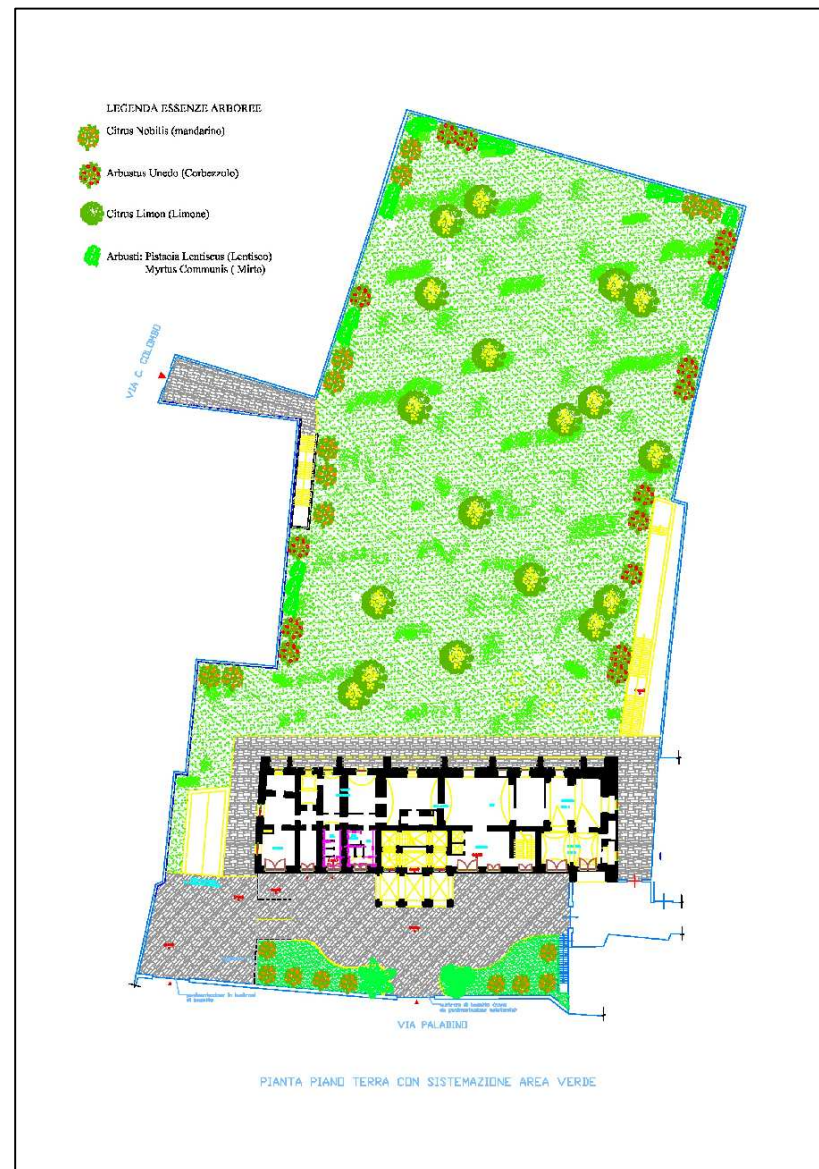 LEGENDA ESSENZE ARBOREE
Citrus Nobilis (mandarino)
Arbustus Unedo (Corbezzolo)
Citrus Limon (Limone)
Arbusti: Pistacia Lentiscus (Lentisco)
Myrtus Communis ( Mirto)
VIA C. COLOMBO
VIA PALADINO
PIANTA PIANO TERRA CON SISTEMAZIONE AREA VERDE